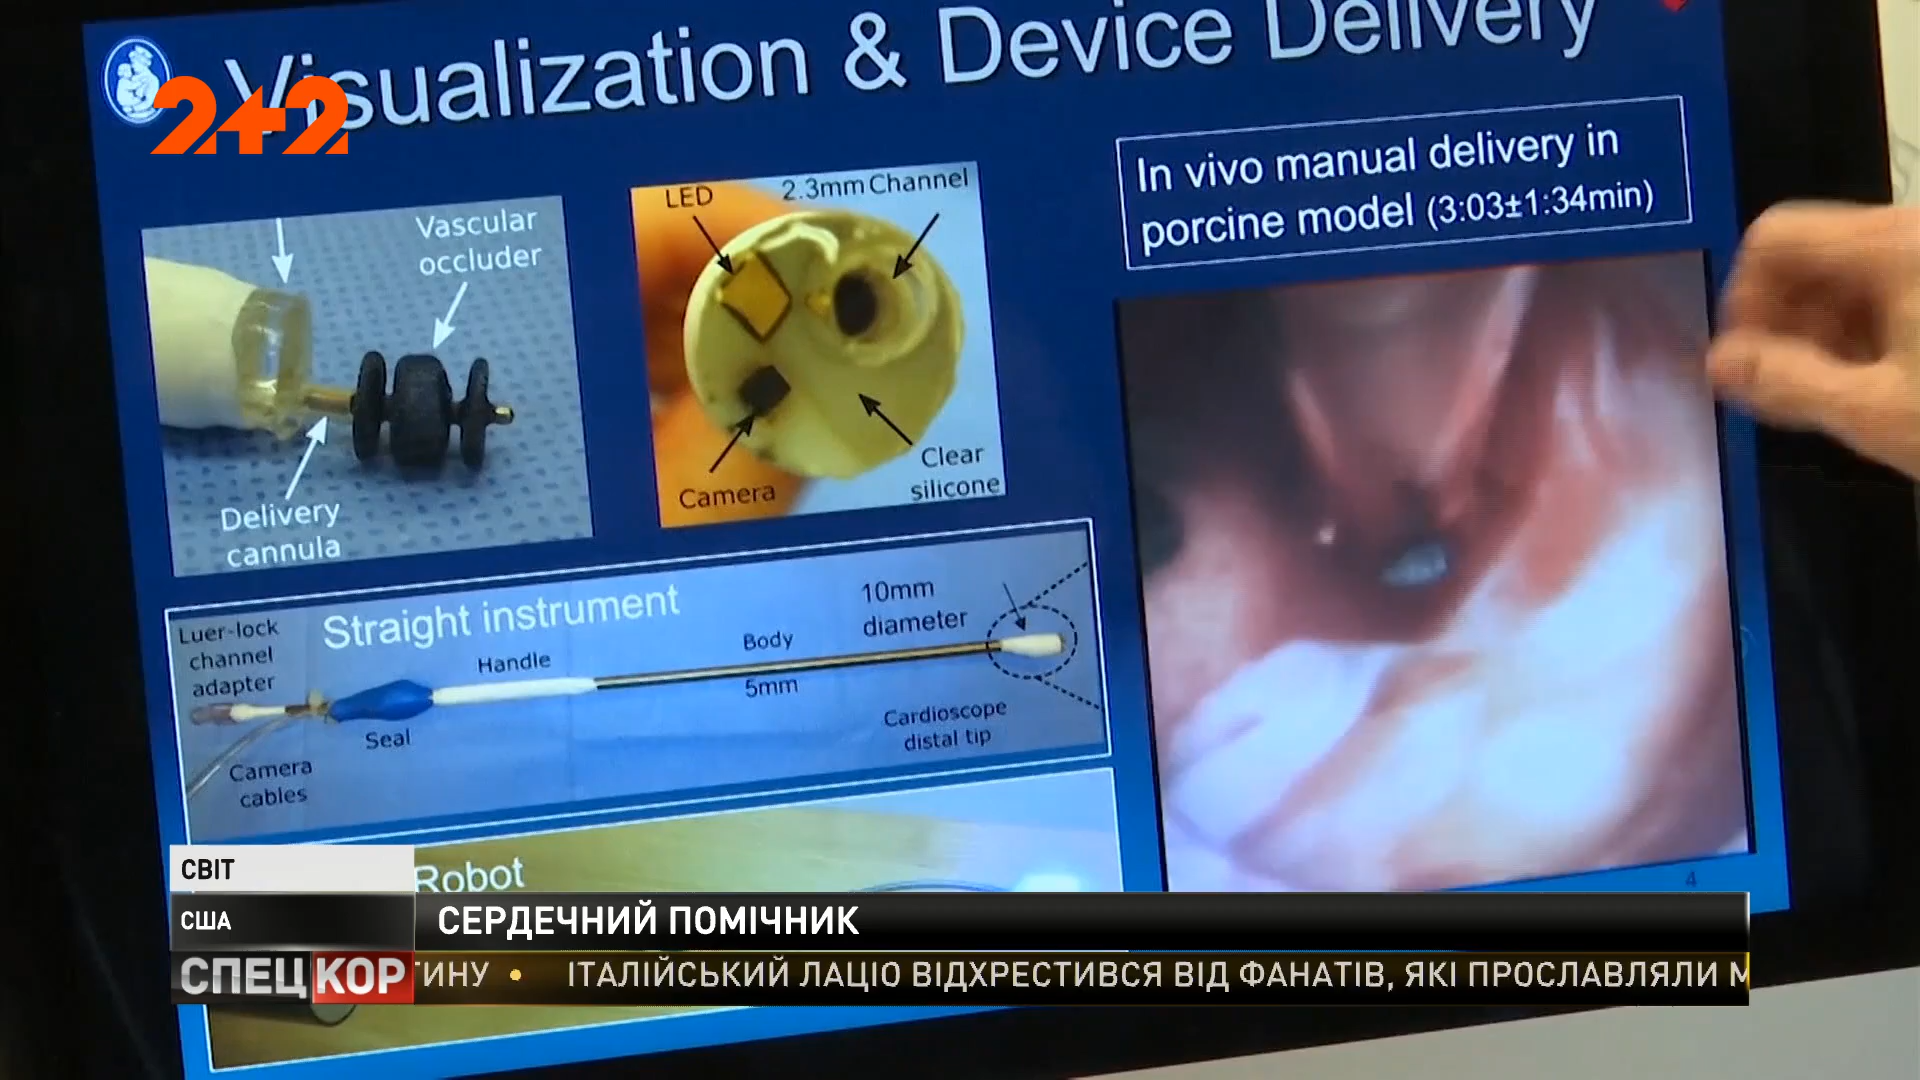 Visualization & Device Delivery
2+2
In vivo manual delivery in
porcine model (3:03±1:34min)
Vascular
occluder
Delivery
cannula
LED
2.3mm Channel
Camera
Clear
silicone
Straight instrument
Luer-lock
channel
adapter
Handle
Body
5mm
10mm
diameter
Seal
Camera
cables
Cardioscope
distal tip
Robot
4
СВІТ
США
СЕРДЕЧНИЙ ПОМІЧНИК
СПЕЦКОР
ТИНУ • ІТАЛІЙСЬКИЙ ЛАЦІО ВІДХРЕСТИВСЯ ВІД ФАНАТІВ, ЯКІ ПРОСЛАВЛЯЛИ М